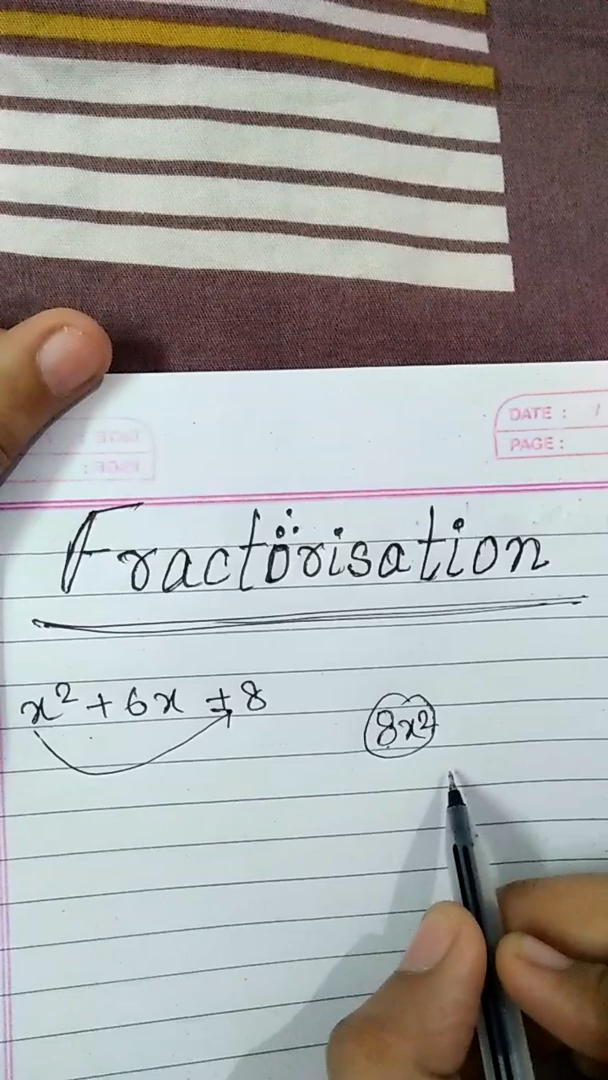 DATE : /
PAGE :
Fractorisation
x² + 6x + 8
8x²